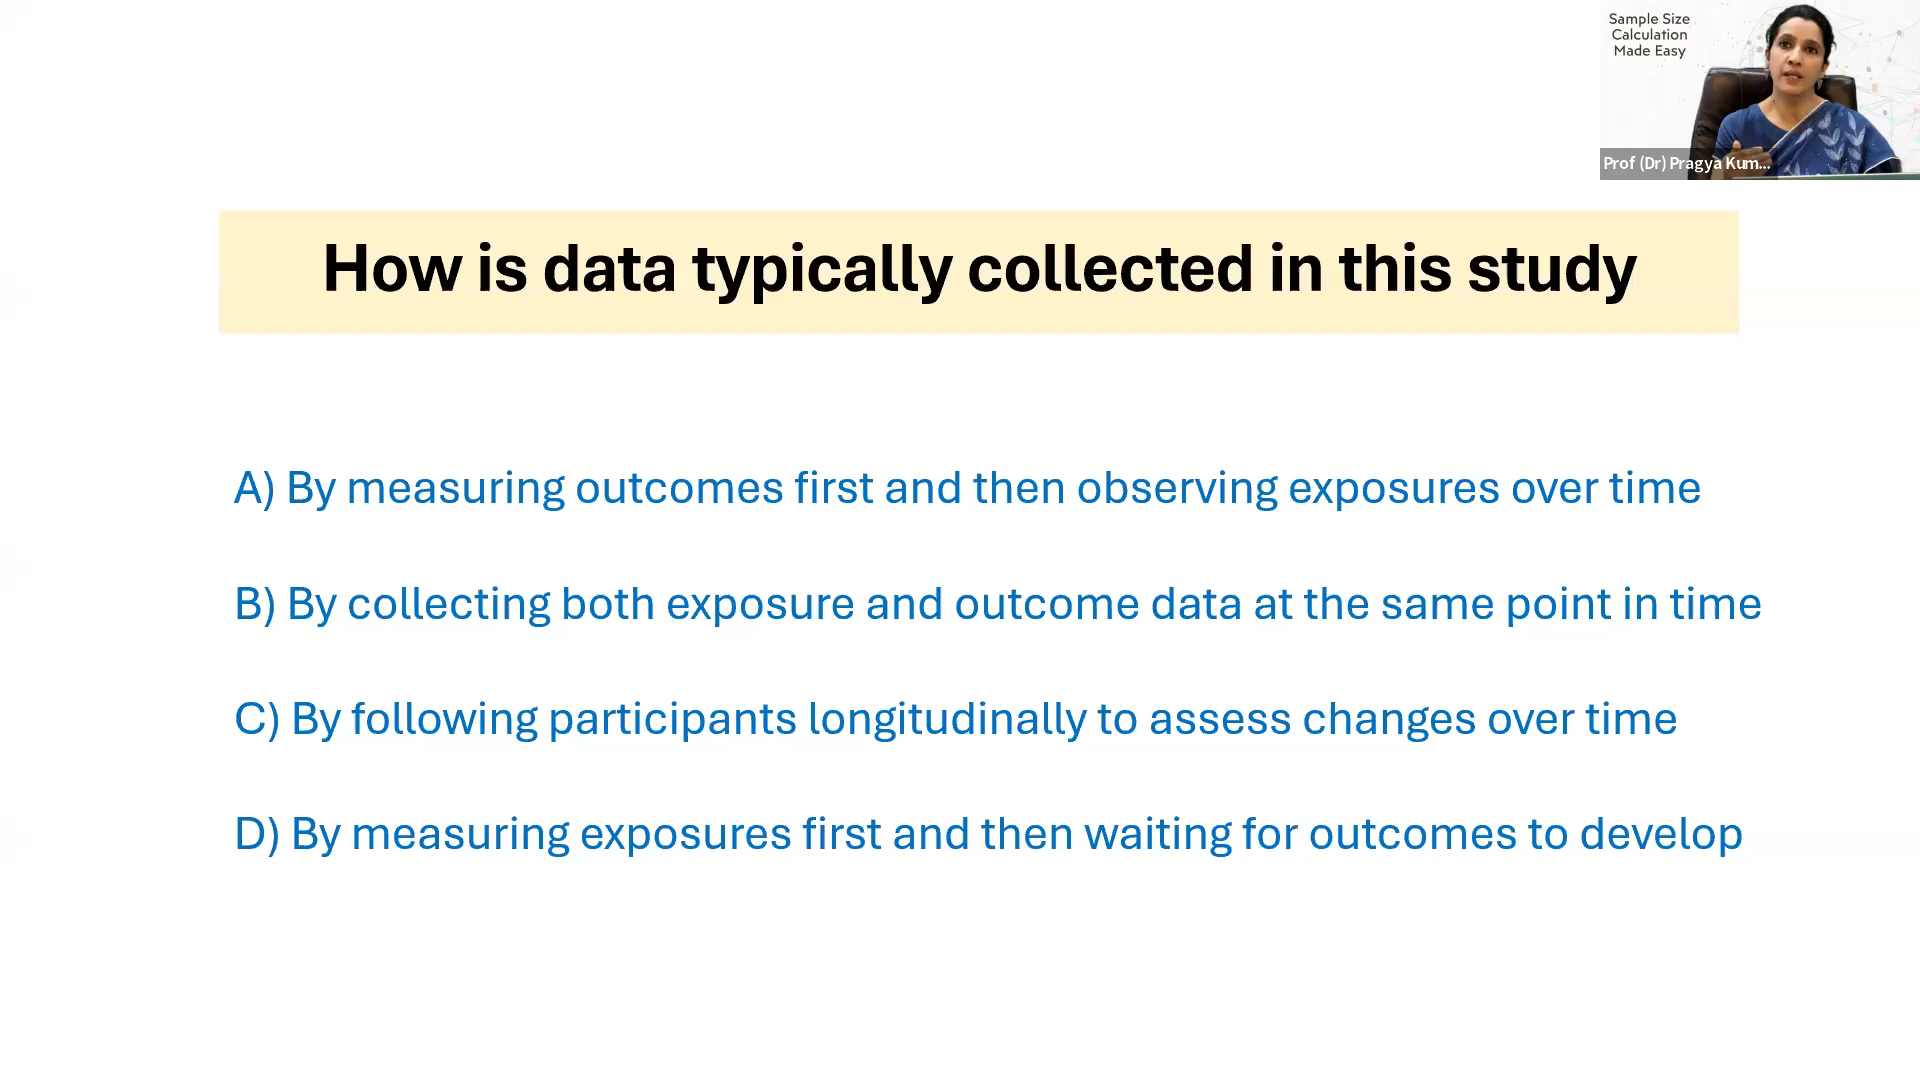 Sample Size
Calculation
Made Easy
Prof (Dr) Pragya Kum...
How is data typically collected in this study
A) By measuring outcomes first and then observing exposures over time
B) By collecting both exposure and outcome data at the same point in time
C) By following participants longitudinally to assess changes over time
D) By measuring exposures first and then waiting for outcomes to develop